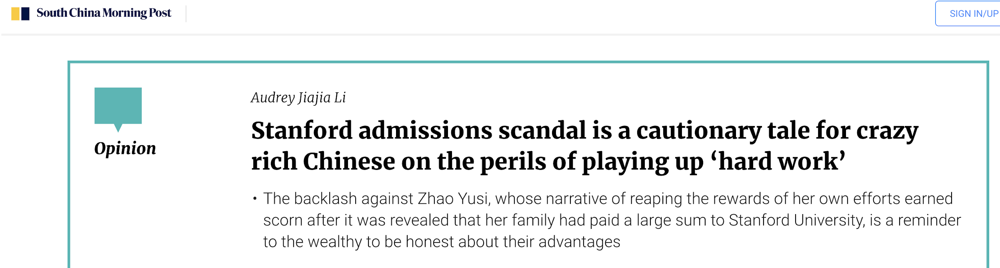 South China Morning Post
SIGN IN/UP
Audrey Jiajia Li
Opinion
Stanford admissions scandal is a cautionary tale for crazy
rich Chinese on the perils of playing up ‘hard work’
• The backlash against Zhao Yusi, whose narrative of reaping the rewards of her own efforts earned
scorn after it was revealed that her family had paid a large sum to Stanford University, is a reminder
to the wealthy to be honest about their advantages